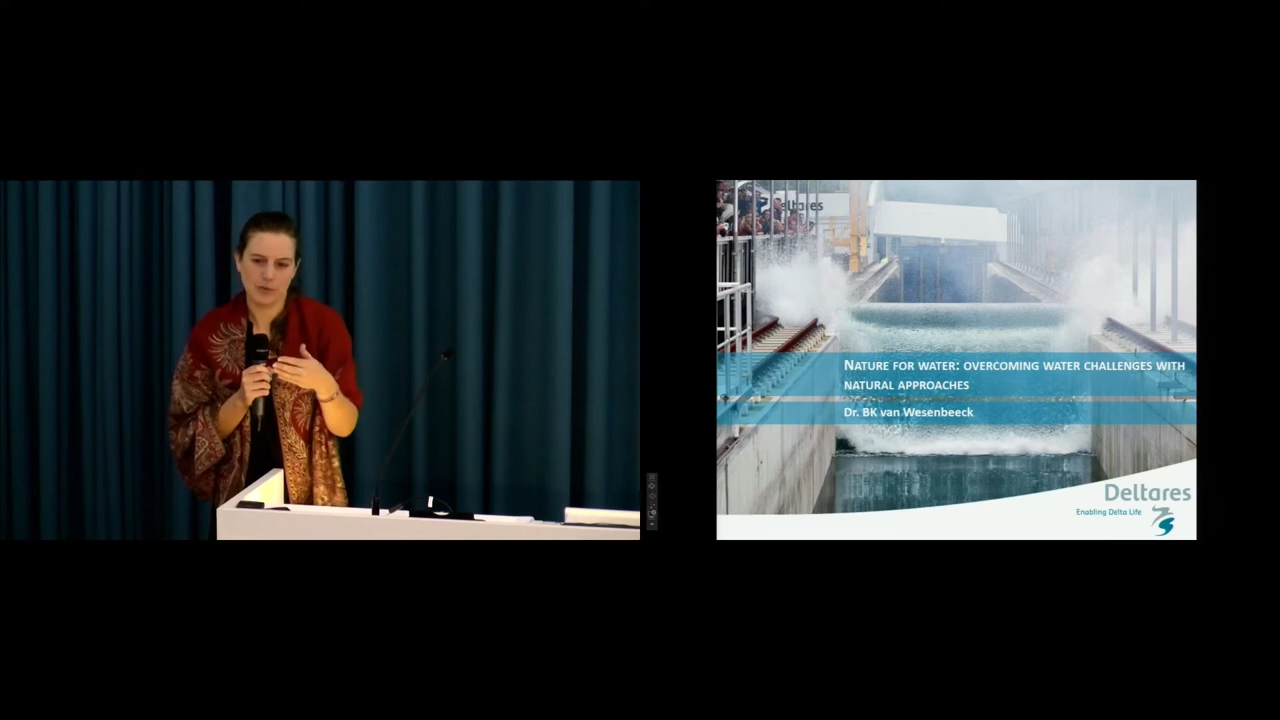 Deltares
NATURE FOR WATER: OVERCOMING WATER CHALLENGES WITH
NATURAL APPROACHES
Dr. BK van Wesenbeeck
Deltares
Enabling Delta Life